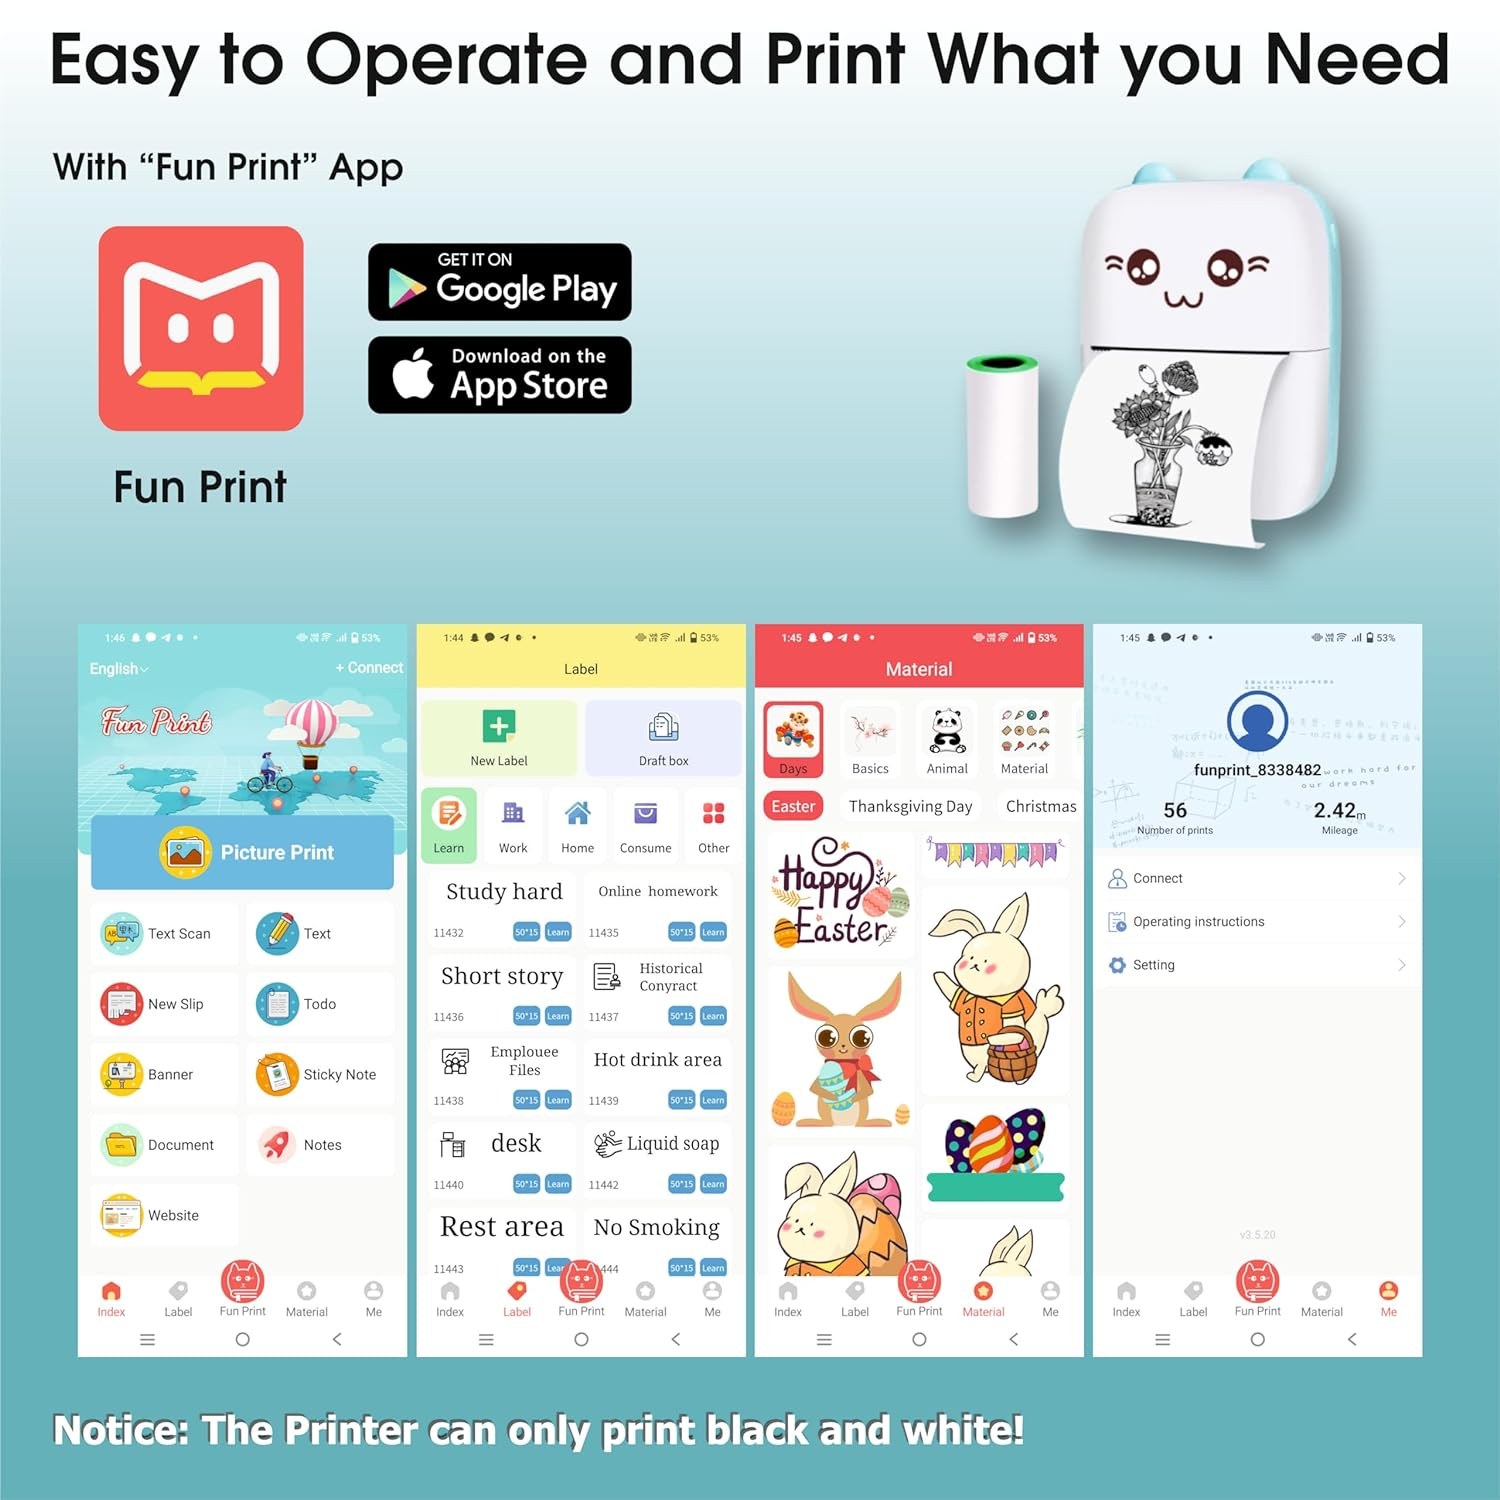 Easy to Operate and Print What you Need
With “Fun Print” App
GET IT ON
Google Play
Download on the
App Store
Fun Print
1:46
53%
English
+ Connect
Fun Print
Picture Print
Text Scan
Text
New Slip
Todo
Banner
Sticky Note
Document
Notes
Website
Index
Label
Fun Print
Material
Me
1:44
53%
Label
New Label
Draft box
Learn
Work
Home
Consume
Other
Study hard
11432
50*15
Learn
Online homework
11435
50*15
Learn
Short story
11436
50*15
Learn
Historical
Conyract
11437
50*15
Learn
Emplouee
Files
11438
50*15
Learn
Hot drink area
11439
50*15
Learn
desk
11440
50*15
Learn
Liquid soap
11442
50*15
Learn
Rest area
11443
50*15
Lear
No Smoking
444
50*15
Learn
Index
Label
Fun Print
Material
Me
1:45
53%
Material
Days
Basics
Animal
Material
Easter
Thanksgiving Day
Christmas
Happy
Easter
Index
Label
Fun Print
Material
Me
1:45
53%
funprint_8338482
work hard for
our dreams
56
Number of prints
2.42m
Mileage
Connect
Operating instructions
Setting
v3.5.20
Index
Label
Fun Print
Material
Me
Notice: The Printer can only print black and white!